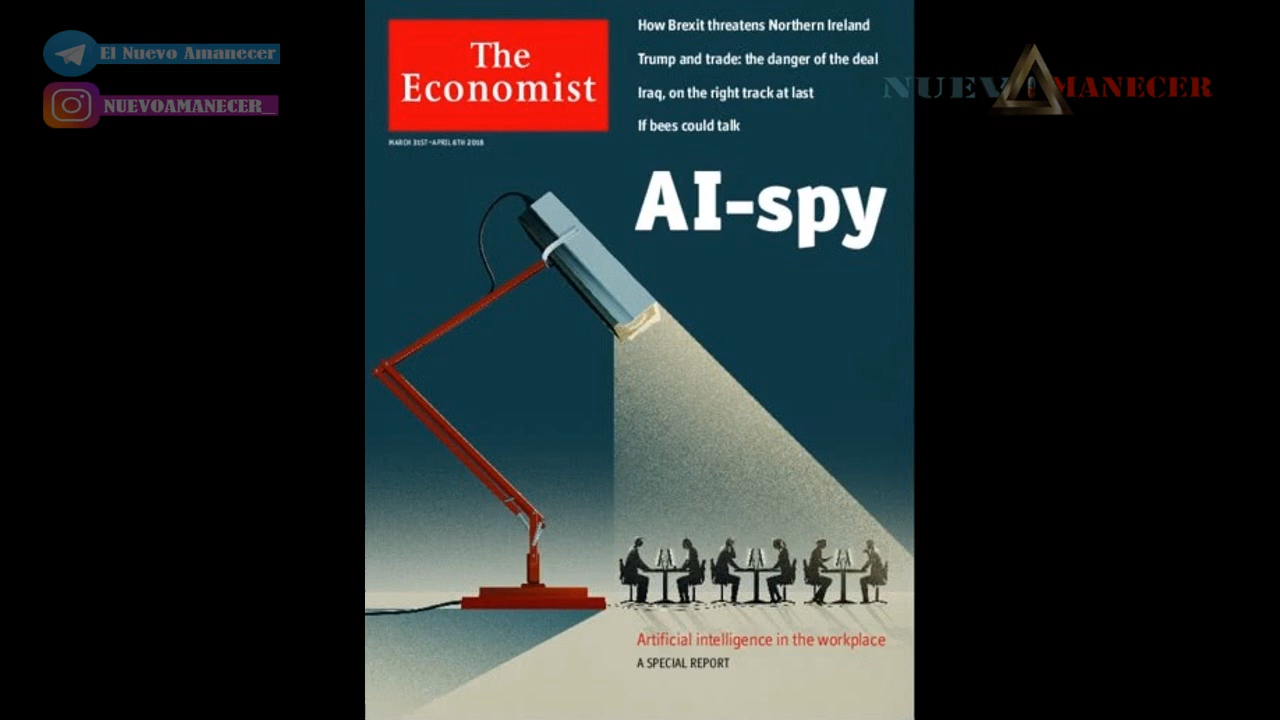 El Nuevo Amanecer
NUEVOAMANECER_
The
Economist
MARCH 31ST–APRIL 6TH 2018
How Brexit threatens Northern Ireland
Trump and trade: the danger of the deal
Iraq, on the right track at last
If bees could talk
NUEVO AMANECER
AI-spy
Artificial intelligence in the workplace
A SPECIAL REPORT